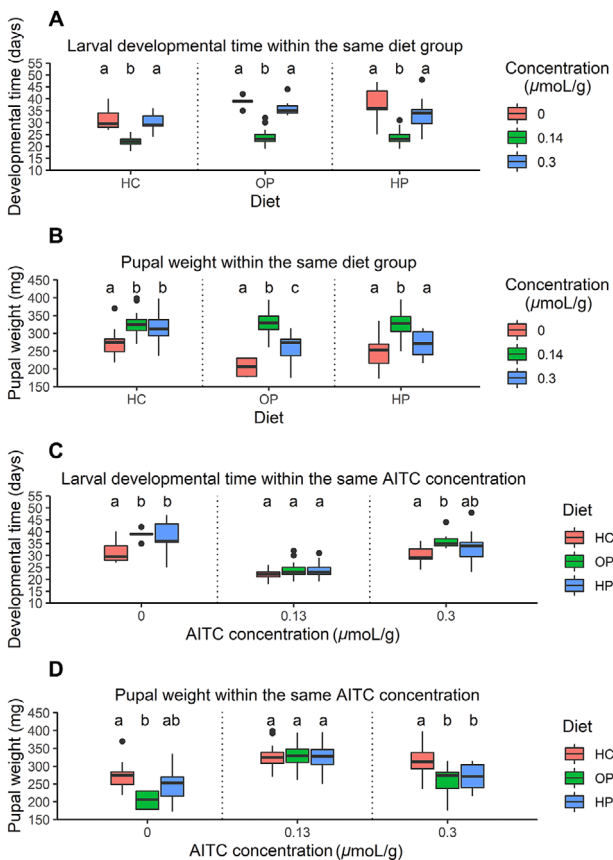 A
Larval developmental time within the same diet group
Developmental time (days)
55
50
45
40
35
30
25
20
15
10
a b a a b a a b a
HC OP HP
Diet
Concentration
(µmoL/g)
0
0.14
0.3
B
Pupal weight within the same diet group
Pupal weight (mg)
450
400
350
300
250
200
150
a b b a b c a b a
HC OP HP
Diet
Concentration
(µmoL/g)
0
0.14
0.3
C
Larval developmental time within the same AITC concentration
Developmental time (days)
55
50
45
40
35
30
25
20
15
10
a b b a a a a b ab
0 0.13 0.3
AITC concentration (µmoL/g)
Diet
HC
OP
HP
D
Pupal weight within the same AITC concentration
Pupal weight (mg)
450
400
350
300
250
200
150
a b ab a a a a b b
0 0.13 0.3
AITC concentration (µmoL/g)
Diet
HC
OP
HP